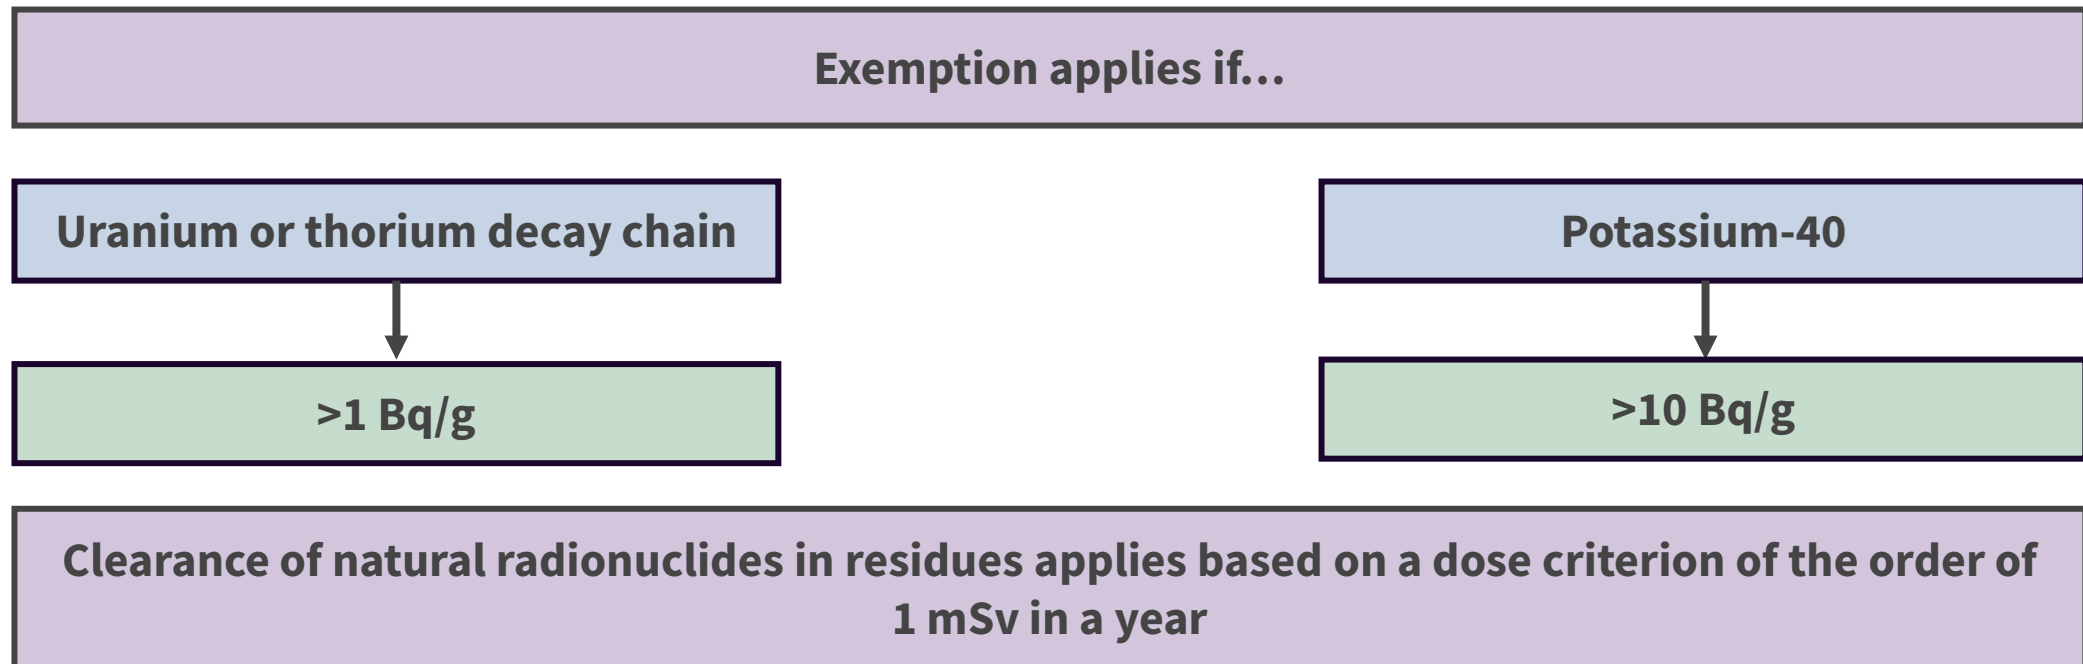 Exemption applies if...
Uranium or thorium decay chain
Potassium-40
>1 Bq/g
>10 Bq/g
Clearance of natural radionuclides in residues applies based on a dose criterion of the order of
1 mSv in a year